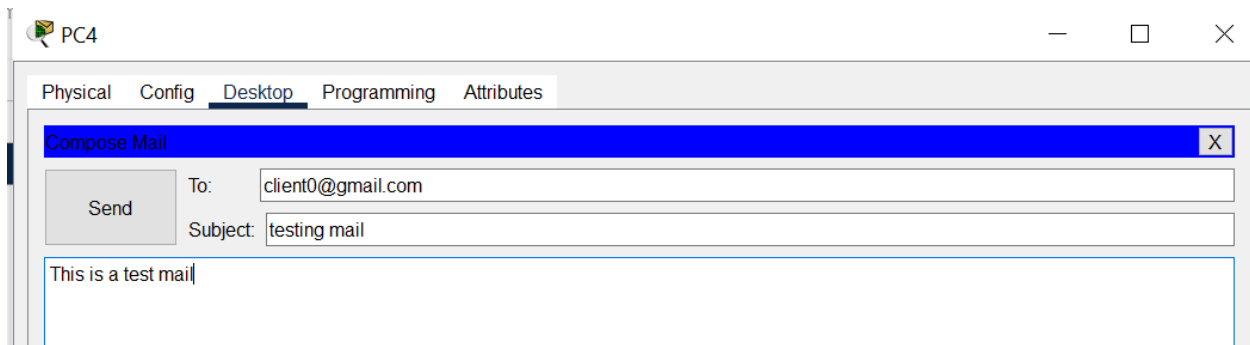 PC4
Physical Config Desktop Programming Attributes
Compose Mail X
Send
To: client0@gmail.com
Subject: testing mail
This is a test mail